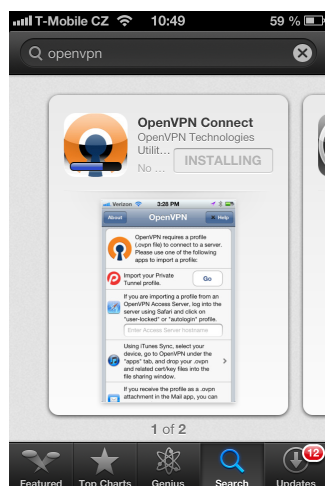 T-Mobile CZ 10:49 59 %
openvpn
OpenVPN Connect
OpenVPN Technologies
Utilit…
No … INSTALLING
Verizon 3:28 PM
About OpenVPN Help
OpenVPN requires a profile
(.ovpn file) to connect to a server.
Please use one of the following
apps to import a profile:
Import your Private
Tunnel profile. Go
If you are importing a profile from an
OpenVPN Access Server, log into the
server using Safari and click on
"user-locked" or "autologin" profile.
Enter Access Server hostname
Using iTunes Sync, select your
device, go to OpenVPN under the
"apps" tab, and drop your .ovpn
and related cert/key files into the
file sharing window.
If you receive the profile as a .ovpn
attachment in the Mail app, you can
1 of 2
12
Featured Top Charts Genius Search Updates